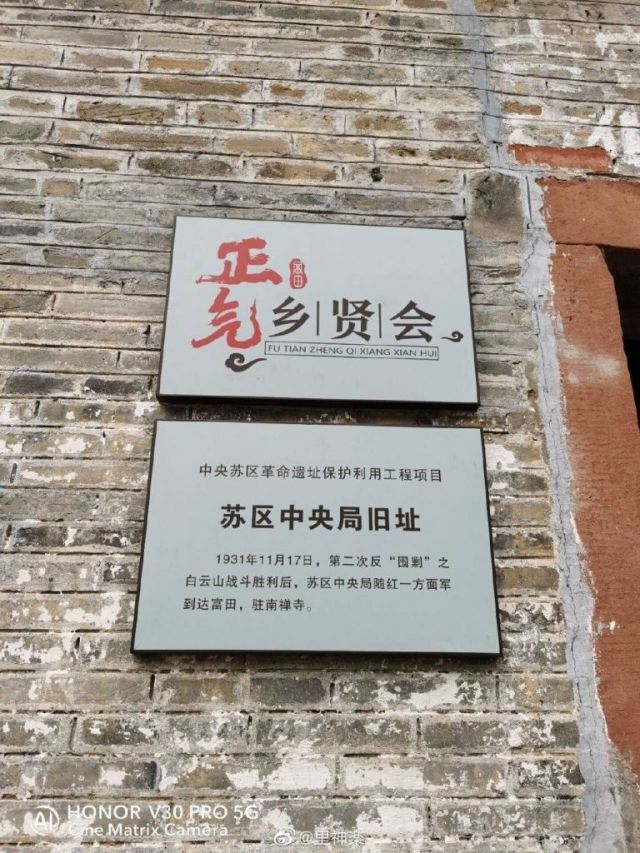 正气
富田
乡贤会
FU TIAN ZHENG QI XIANG XIAN HUI
中央苏区革命遗址保护利用工程项目
苏区中央局旧址
1931年11月17日，第二次反“围剿”之
白云山战斗胜利后，苏区中央局随红一方面军
到达富田，驻南禅寺。
AI HONOR V30 PRO 5G
Cine Matrix Camera
@里神楽